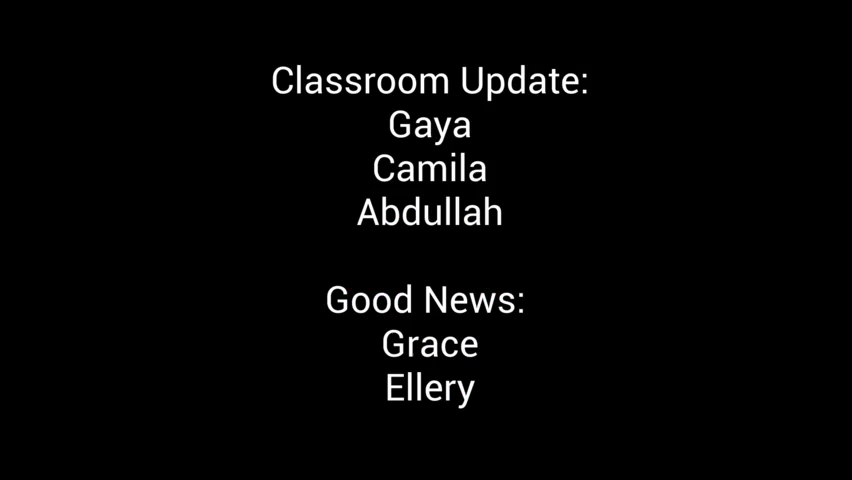 Classroom Update:
Gaya
Camila
Abdullah
Good News:
Grace
Ellery